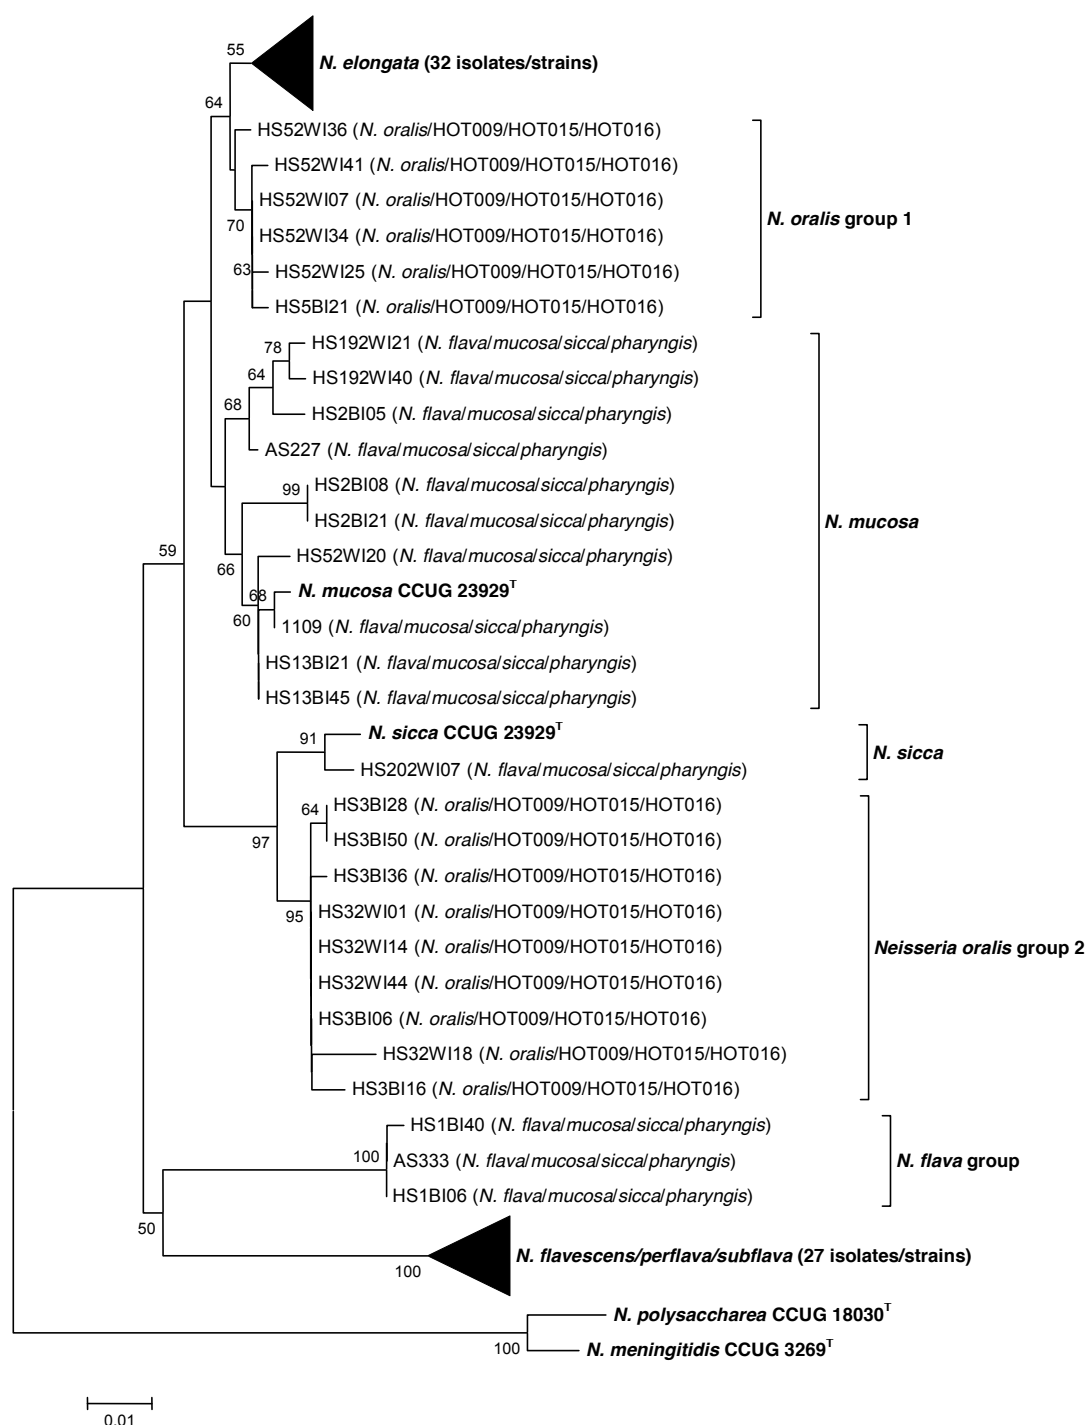 55
N. elongata (32 isolates/strains)
64
HS52WI36 (N. oralis/HOT009/HOT015/HOT016)
HS52WI41 (N. oralis/HOT009/HOT015/HOT016)
HS52WI07 (N. oralis/HOT009/HOT015/HOT016)
N. oralis group 1
70
HS52WI34 (N. oralis/HOT009/HOT015/HOT016)
63
HS52WI25 (N. oralis/HOT009/HOT015/HOT016)
HS5BI21 (N. oralis/HOT009/HOT015/HOT016)
78
HS192WI21 (N. flava/mucosa/sicca/pharyngis)
64
HS192WI40 (N. flava/mucosa/sicca/pharyngis)
68
HS2BI05 (N. flava/mucosa/sicca/pharyngis)
AS227 (N. flava/mucosa/sicca/pharyngis)
99
HS2BI08 (N. flava/mucosa/sicca/pharyngis)
HS2BI21 (N. flava/mucosa/sicca/pharyngis)
N. mucosa
59
HS52WI20 (N. flava/mucosa/sicca/pharyngis)
66
68
N. mucosa CCUG 23929T
60
1109 (N. flava/mucosa/sicca/pharyngis)
HS13BI21 (N. flava/mucosa/sicca/pharyngis)
HS13BI45 (N. flava/mucosa/sicca/pharyngis)
91
N. sicca CCUG 23929T
N. sicca
HS202WI07 (N. flava/mucosa/sicca/pharyngis)
64
HS3BI28 (N. oralis/HOT009/HOT015/HOT016)
97
HS3BI50 (N. oralis/HOT009/HOT015/HOT016)
HS3BI36 (N. oralis/HOT009/HOT015/HOT016)
95
HS32WI01 (N. oralis/HOT009/HOT015/HOT016)
HS32WI14 (N. oralis/HOT009/HOT015/HOT016)
Neisseria oralis group 2
HS32WI44 (N. oralis/HOT009/HOT015/HOT016)
HS3BI06 (N. oralis/HOT009/HOT015/HOT016)
HS32WI18 (N. oralis/HOT009/HOT015/HOT016)
HS3BI16 (N. oralis/HOT009/HOT015/HOT016)
HS1BI40 (N. flava/mucosa/sicca/pharyngis)
100
AS333 (N. flava/mucosa/sicca/pharyngis)
N. flava group
HS1BI06 (N. flava/mucosa/sicca/pharyngis)
50
N. flavescens/perflava/subflava (27 isolates/strains)
100
N. polysaccharea CCUG 18030T
100
N. meningitidis CCUG 3269T
0.01